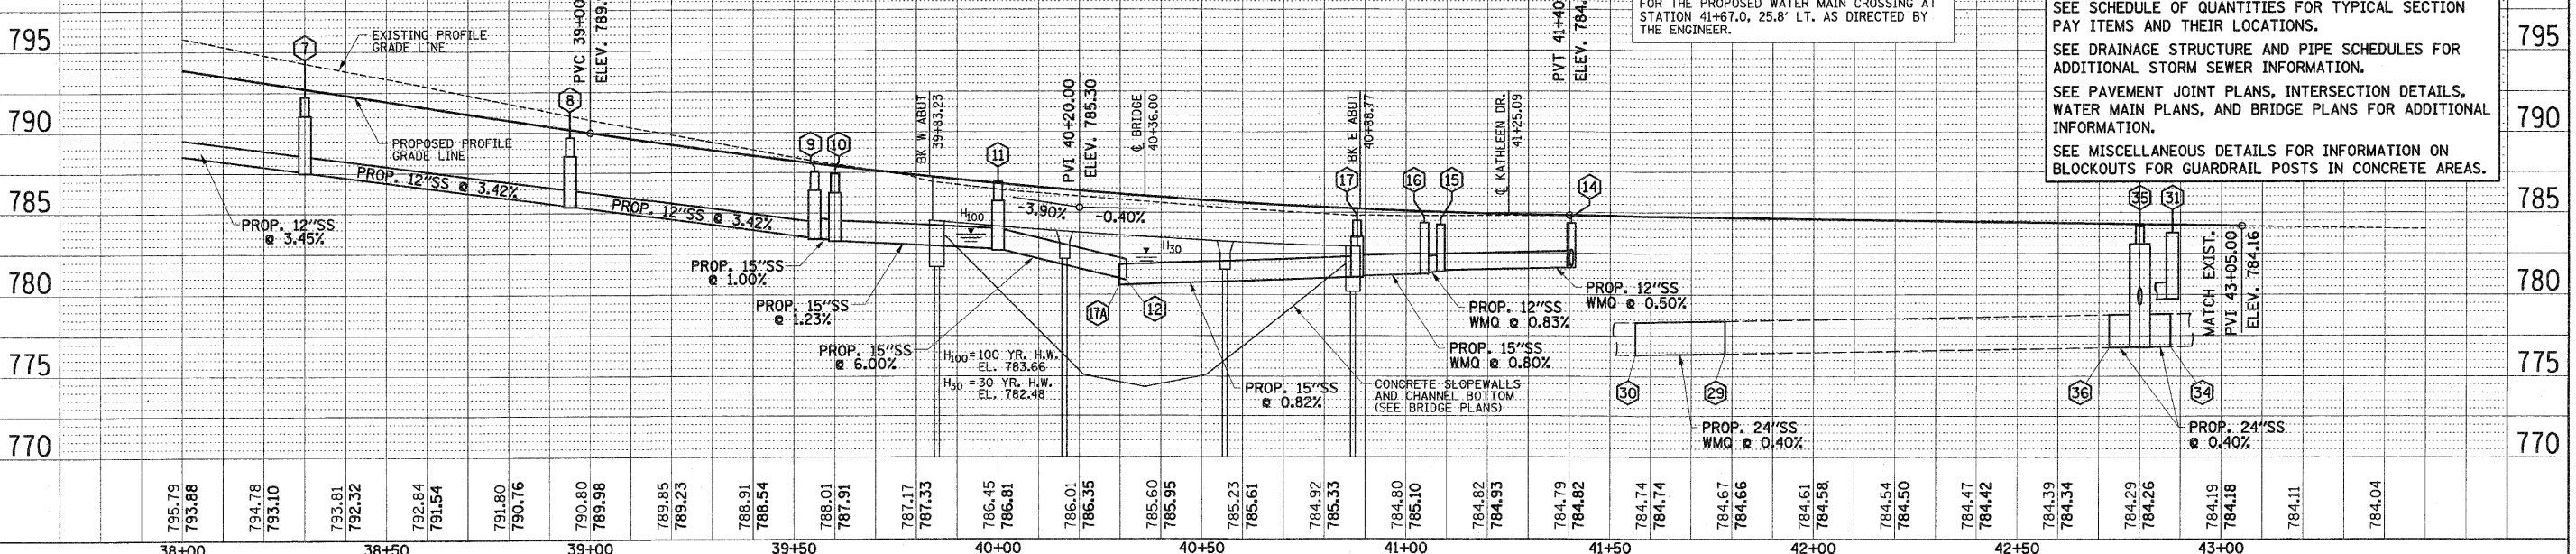 795
790
785
780
775
770
EXISTING PROFILE
GRADE LINE
PROPOSED PROFILE
GRADE LINE
7
8
9
10
11
12
17A
17
16
15
14
30
29
36
35
31
34
PVC 39+00
ELEV. 789.
PROP. 12"SS @ 3.42%
PROP. 12"SS @ 3.42%
PROP. 12"SS
@ 3.45%
PROP. 15"SS
@ 1.00%
PROP. 15"SS
@ 1.23%
PROP. 15"SS
@ 6.00%
BK W ABUT
39+83.23
PVI 40+20.00
ELEV. 785.30
-3.90%
-0.40%
℄ BRIDGE
40+36.00
H100
H30
H100=100 YR. H.W.
EL. 783.66
H30 =30 YR. H.W.
EL. 782.48
BK E ABUT
40+88.77
℄ KATHLEEN DR.
41+25.09
PVT 41+40
ELEV. 784.
PROP. 15"SS
@ 0.82%
CONCRETE SLOPEWALLS
AND CHANNEL BOTTOM
(SEE BRIDGE PLANS)
PROP. 12"SS
WMQ @ 0.50%
PROP. 12"SS
WMQ @ 0.83%
PROP. 15"SS
WMQ @ 0.80%
PROP. 24"SS
WMQ @ 0.40%
PROP. 24"SS
@ 0.40%
MATCH EXIST.
PVI 43+05.00
ELEV. 784.16
FOR THE PROPOSED WATER MAIN CROSSING AT
STATION 41+67.0, 25.8' LT. AS DIRECTED BY
THE ENGINEER.
SEE SCHEDULE OF QUANTITIES FOR TYPICAL SECTION
PAY ITEMS AND THEIR LOCATIONS.
SEE DRAINAGE STRUCTURE AND PIPE SCHEDULES FOR
ADDITIONAL STORM SEWER INFORMATION.
SEE PAVEMENT JOINT PLANS, INTERSECTION DETAILS,
WATER MAIN PLANS, AND BRIDGE PLANS FOR ADDITIONAL
INFORMATION.
SEE MISCELLANEOUS DETAILS FOR INFORMATION ON
BLOCKOUTS FOR GUARDRAIL POSTS IN CONCRETE AREAS.
795
790
785
780
775
770
795.79
793.88
794.78
793.10
793.81
792.32
792.84
791.54
791.80
790.76
790.80
789.98
789.85
789.23
788.91
788.54
788.01
787.91
787.17
787.33
786.45
786.81
786.01
786.35
785.60
785.95
785.23
785.61
784.92
785.33
784.80
785.10
784.82
784.93
784.79
784.82
784.74
784.74
784.67
784.66
784.61
784.58
784.54
784.50
784.47
784.42
784.39
784.34
784.29
784.26
784.19
784.18
784.11
784.04
38+00
38+50
39+00
39+50
40+00
40+50
41+00
41+50
42+00
42+50
43+00